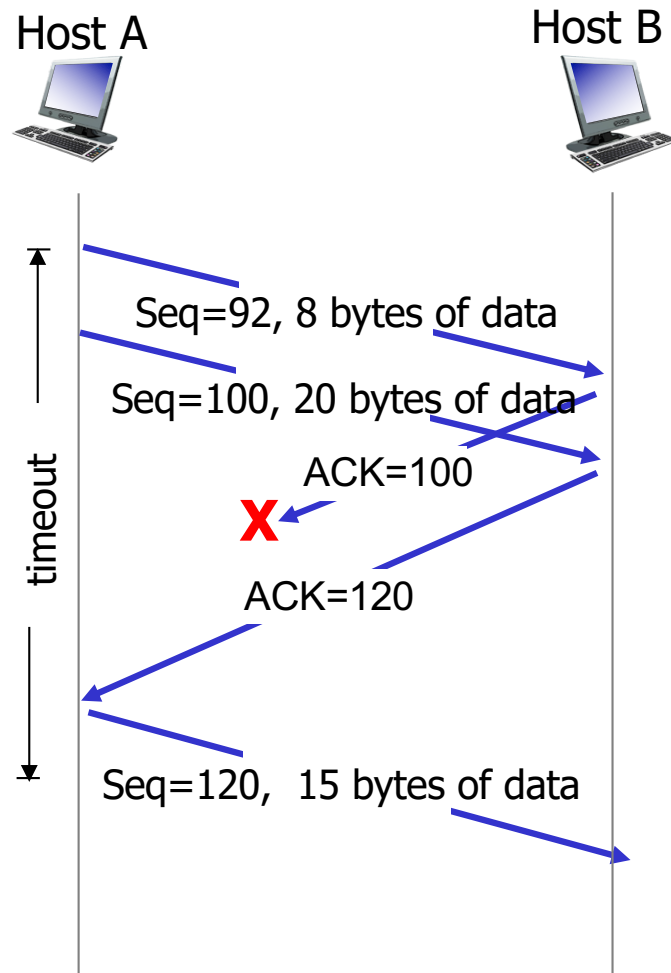 Host A
Host B
Seq=92, 8 bytes of data
Seq=100, 20 bytes of data
ACK=100
X
timeout
ACK=120
Seq=120, 15 bytes of data